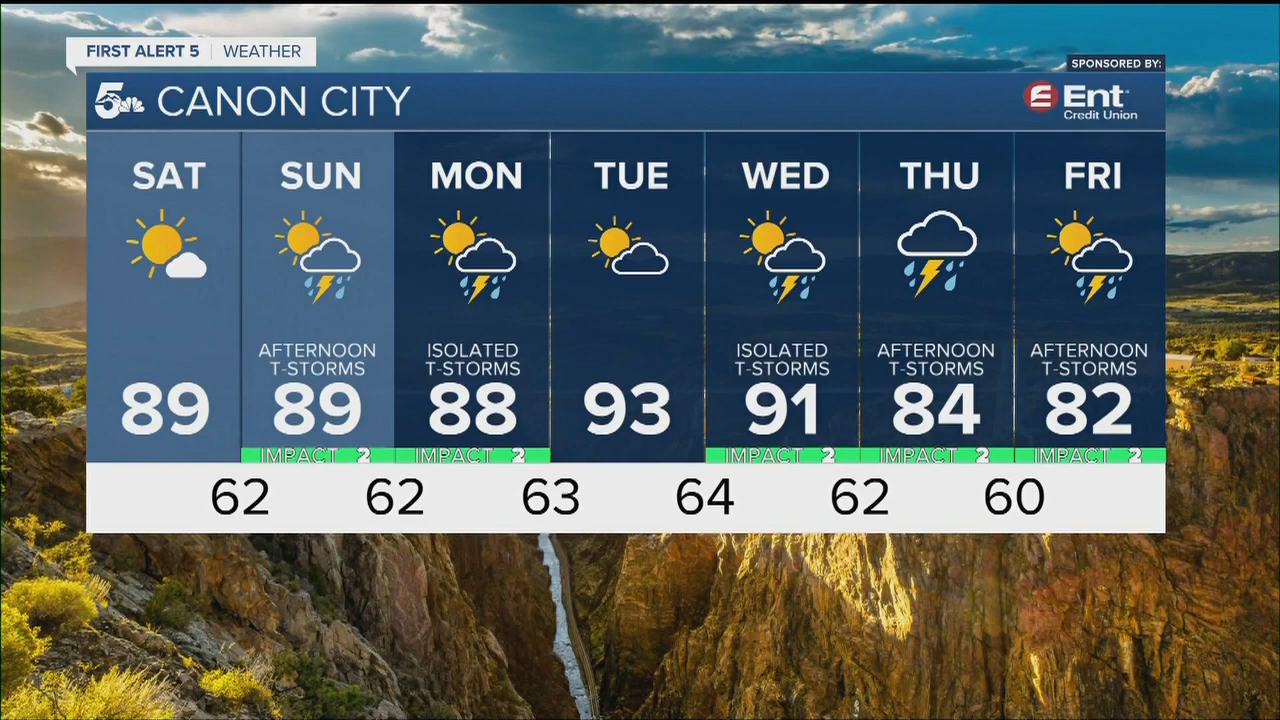 FIRST ALERT 5 WEATHER
SPONSORED BY:
5 CANON CITY
Ent
Credit Union
SAT SUN MON TUE WED THU FRI
AFTERNOON ISOLATED ISOLATED AFTERNOON AFTERNOON
T-STORMS T-STORMS T-STORMS T-STORMS T-STORMS
89 89 88 93 91 84 82
IMPACT 2 IMPACT 2 IMPACT 2 IMPACT 2 IMPACT 2
62 62 63 64 62 60